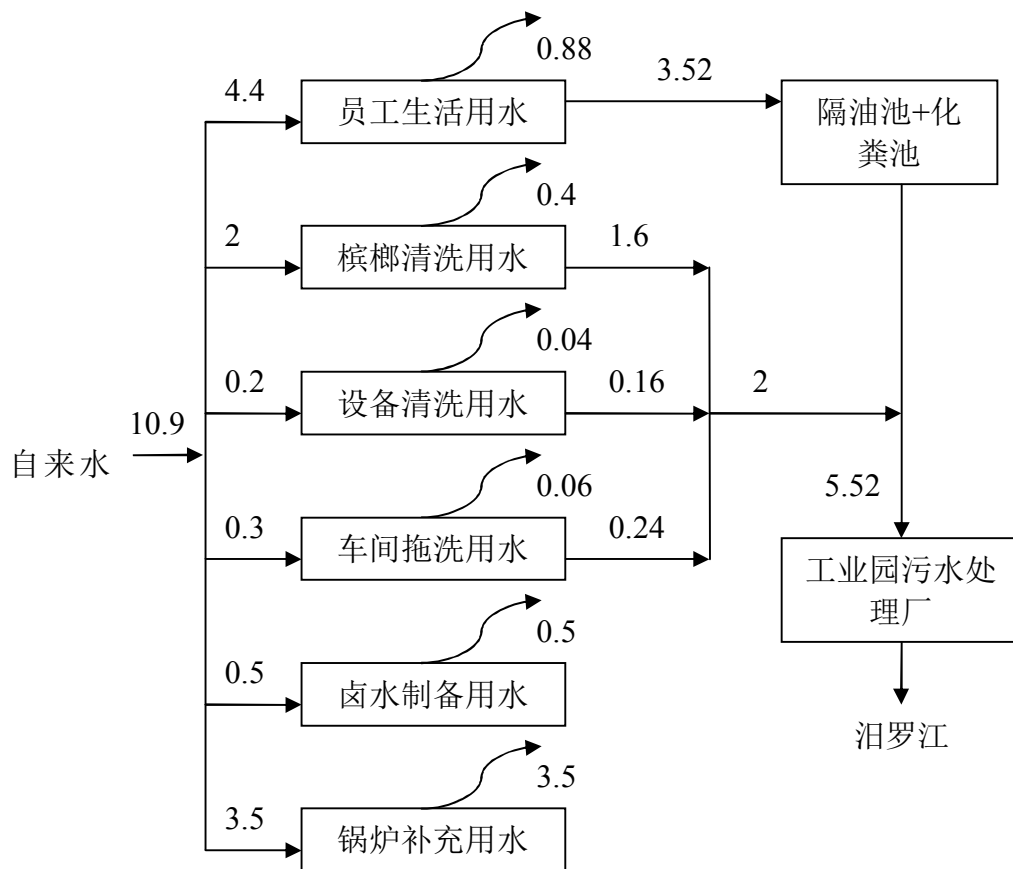 0.88
3.52
4.4
员工生活用水
隔油池+化
粪池
0.4
2
1.6
槟榔清洗用水
0.04
0.2
0.16
2
设备清洗用水
10.9
自来水
0.06
5.52
0.3
0.24
车间拖洗用水
工业园污水处
理厂
0.5
0.5
卤水制备用水
汨罗江
3.5
3.5
锅炉补充用水